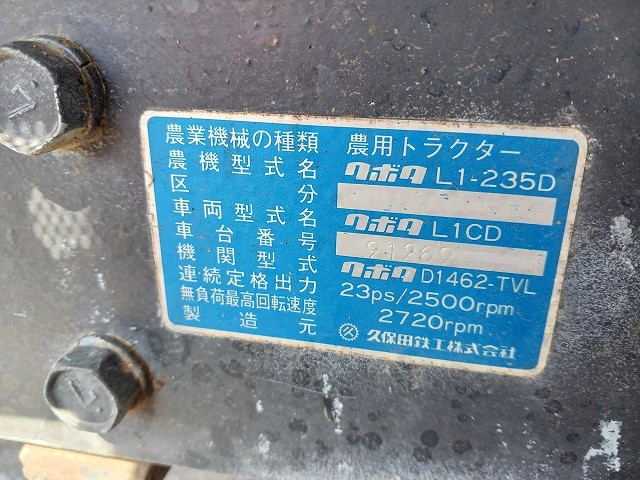 農業機械の種類 農用トラクター
農機型式名 クボタ L1-235D
区分
車両型式名 クボタ L1CD
車台番号 91269
機関型式 クボタ D1462-TVL
連続定格出力 23ps/2500rpm
無負荷最高回転速度 2720rpm
製造元 久保田鉄工株式会社
7
7